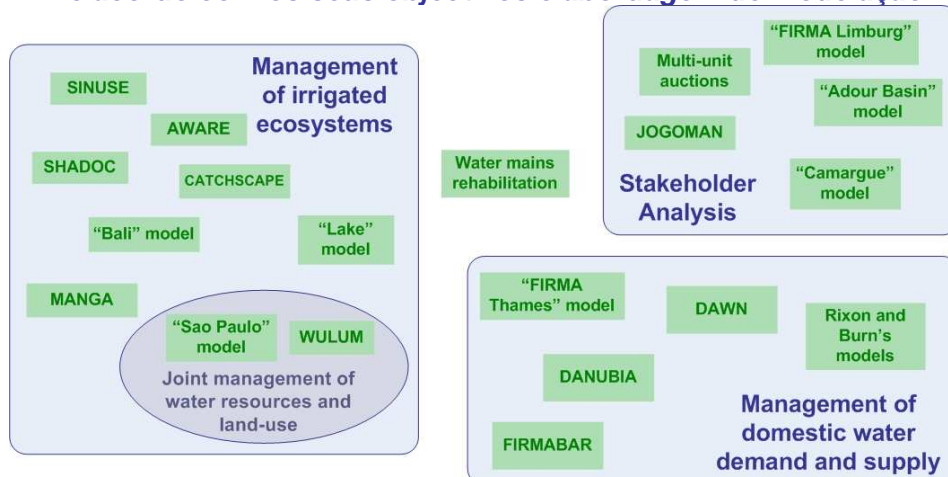 Management
of irrigated
ecosystems
SINUSE
AWARE
SHADOC
CATCHSCAPE
"Bali" model
"Lake"
model
MANGA
"Sao Paulo"
model
WULUM
Joint management of
water resources and
land-use
Water mains
rehabilitation
"FIRMA Limburg"
model
Multi-unit
auctions
"Adour Basin"
model
JOGOMAN
"Camargue"
model
Stakeholder
Analysis
"FIRMA
Thames" model
DAWN
Rixon and
Burn's
models
DANUBIA
FIRMABAR
Management of
domestic water
demand and supply